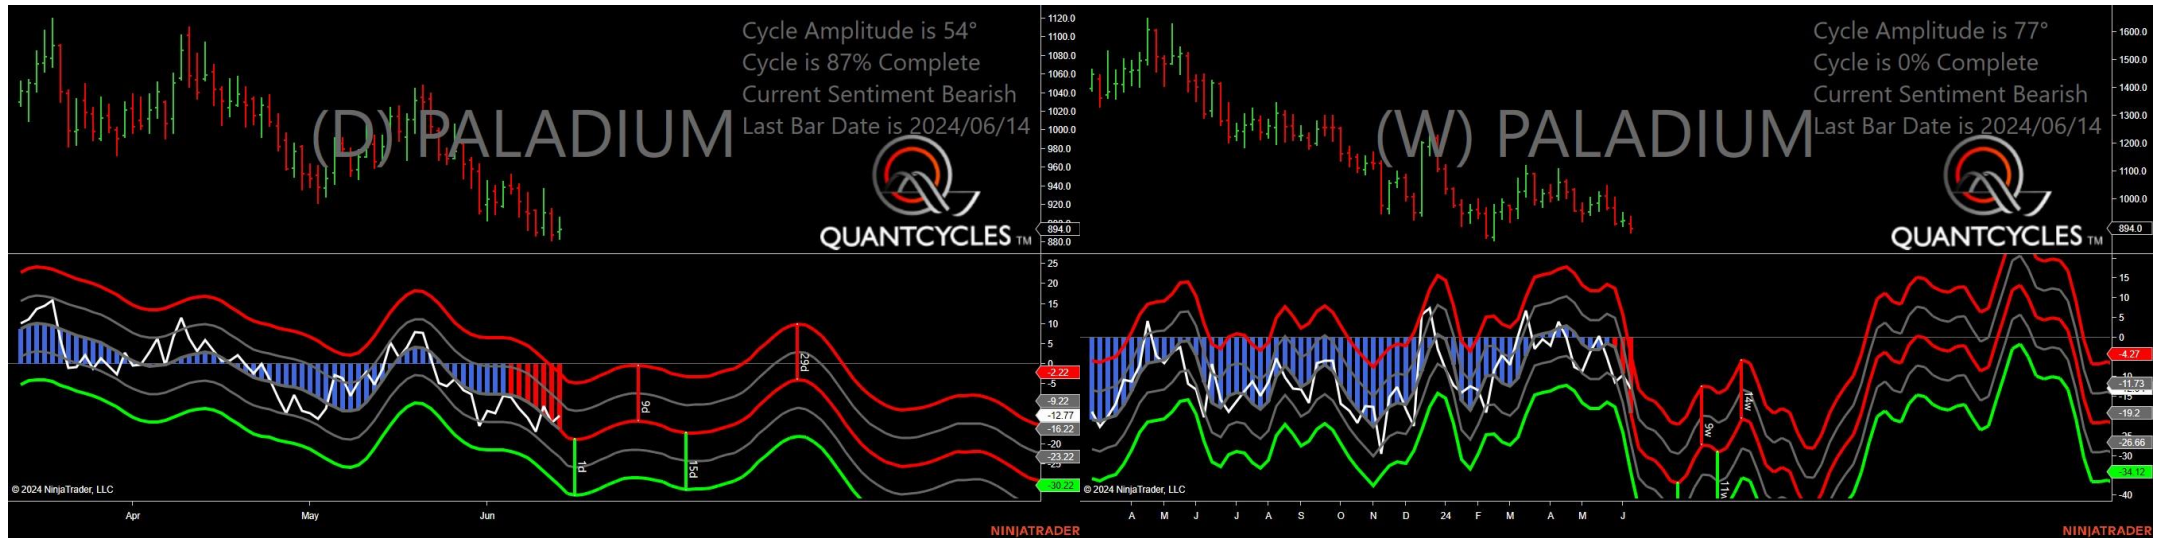 Cycle Amplitude is 54°
Cycle is 87% Complete
Current Sentiment Bearish
Last Bar Date is 2024/06/14
(D) PALADIUM
QUANTCYCLES TM
1120.0
1100.0
1080.0
1060.0
1040.0
1020.0
1000.0
980.0
960.0
940.0
920.0
894.0
880.0
25
20
15
10
5
0
-2.22
-5
-9.22
-12.77
-16.22
-20
-23.22
-30.22
9d
29d
1d
15d
© 2024 NinjaTrader, LLC
Apr May Jun
NINJATRADER
Cycle Amplitude is 77°
Cycle is 0% Complete
Current Sentiment Bearish
Last Bar Date is 2024/06/14
(W) PALADIUM
QUANTCYCLES TM
1600.0
1500.0
1400.0
1300.0
1200.0
1100.0
1000.0
894.0
15
10
5
0
-4.27
-11.73
-15
-19.2
-26.66
-30
-34.12
-40
9w
14w
11w
© 2024 NinjaTrader, LLC
A M J J A S O N D 24 F M A M J
NINJATRADER